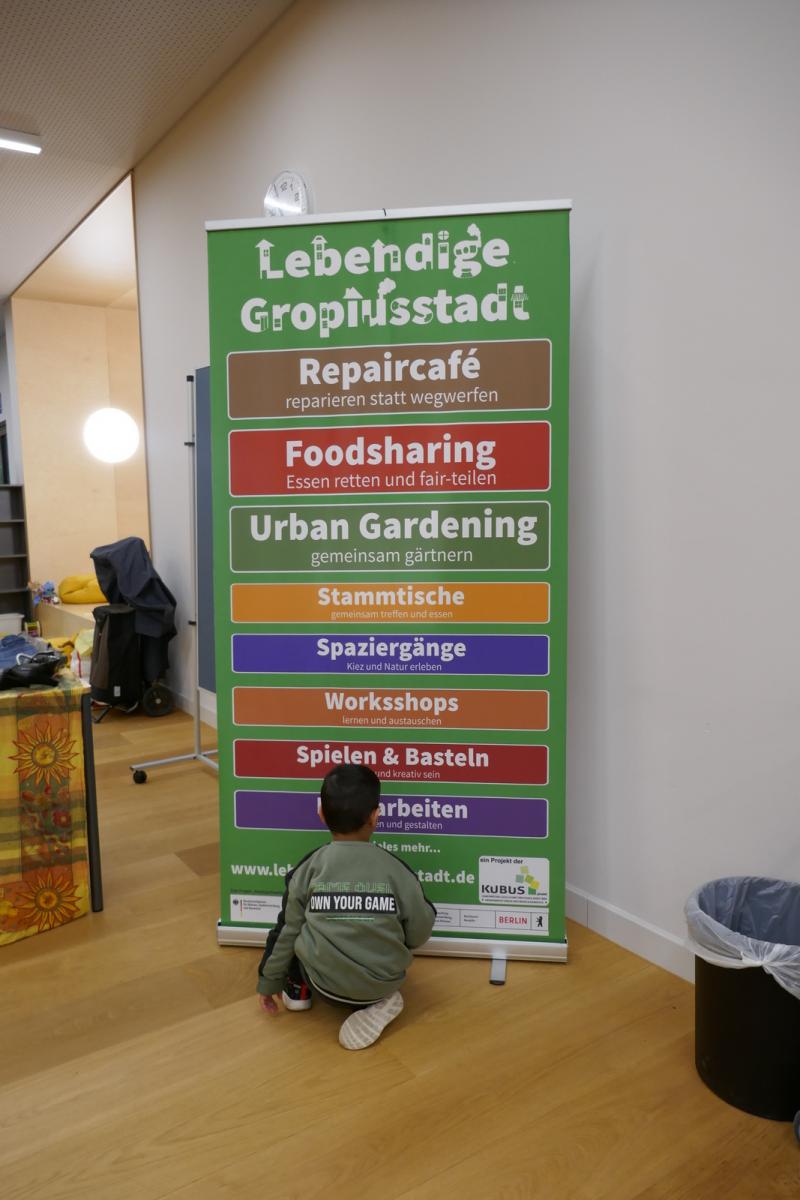 Lebendige
Gropiusstadt
Repaircafé
reparieren statt wegwerfen
Foodsharing
Essen retten und fair-teilen
Urban Gardening
gemeinsam gärtnern
Stammtische
gemeinsam treffen und essen
Spaziergänge
Kiez und Natur erleben
Worksshops
lernen und austauschen
Spielen & Basteln
und kreativ sein
arbeiten
en und gestalten
les mehr...
www.le stadt.de
ein Projekt der
KUBUS
OWN YOUR GAME
BERLIN